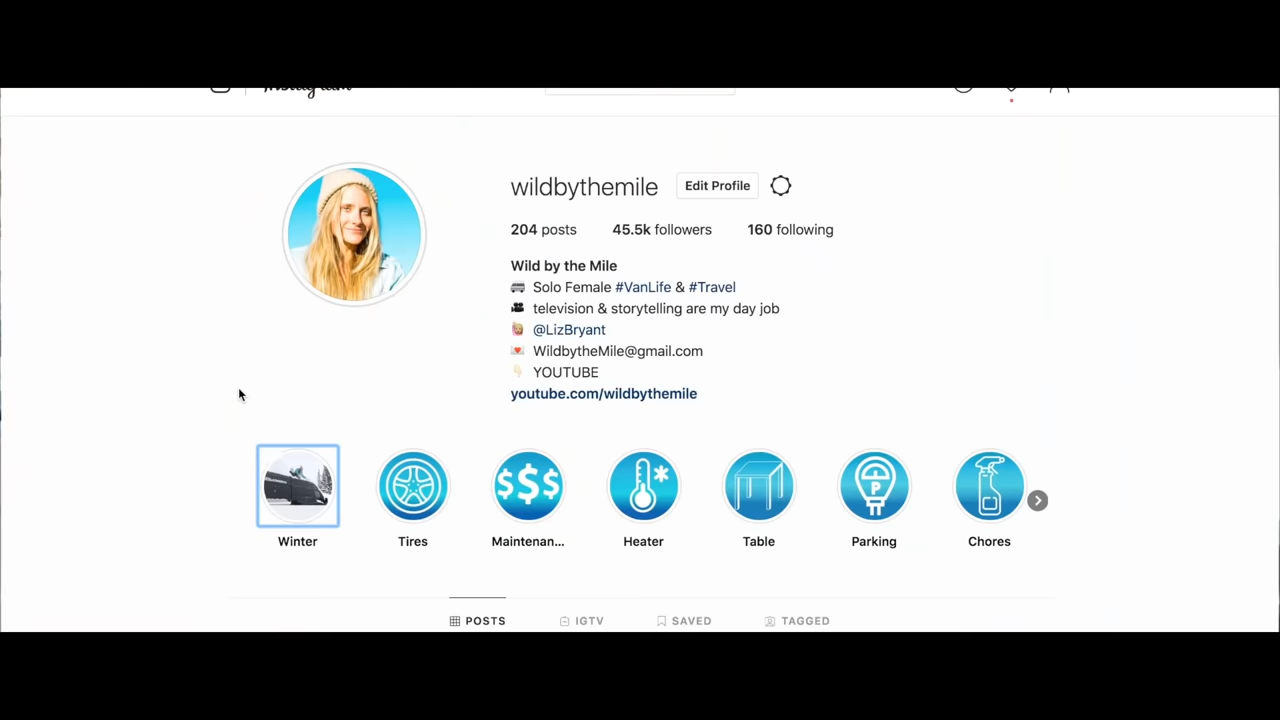 Instagram
wildbythemile Edit Profile
204 posts 45.5k followers 160 following
Wild by the Mile
Solo Female #VanLife & #Travel
television & storytelling are my day job
@LizBryant
WildbytheMile@gmail.com
YOUTUBE
youtube.com/wildbythemile
$$$ P
Winter Tires Maintenan... Heater Table Parking Chores
POSTS IGTV SAVED TAGGED